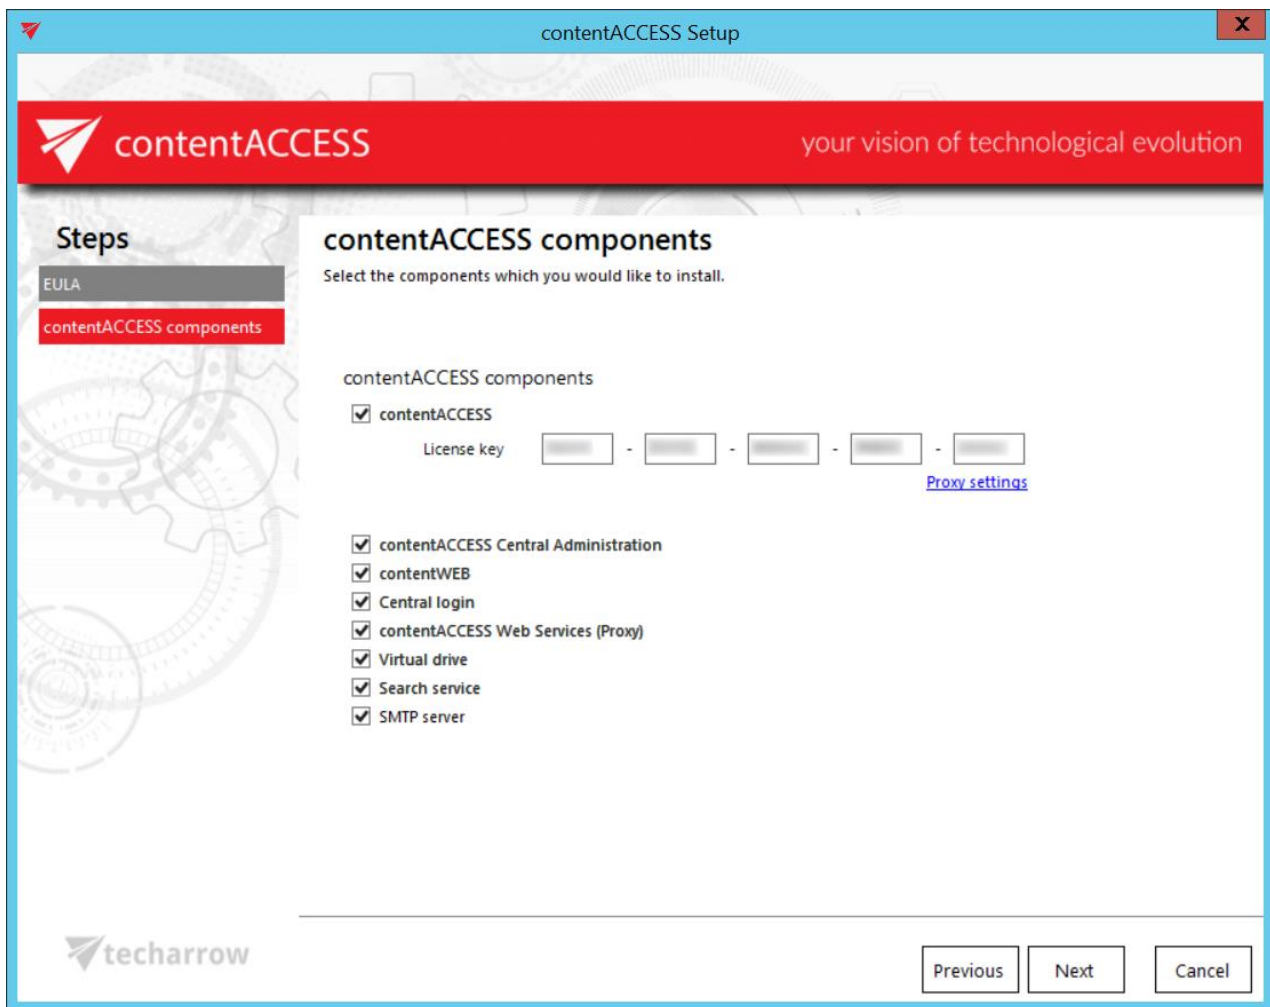 contentACCESS Setup
X
contentACCESS
your vision of technological evolution
Steps
EULA
contentACCESS components
contentACCESS components
Select the components which you would like to install.
contentACCESS components
contentACCESS
License key - - - -
Proxy settings
contentACCESS Central Administration
contentWEB
Central login
contentACCESS Web Services (Proxy)
Virtual drive
Search service
SMTP server
techarrow
Previous Next Cancel